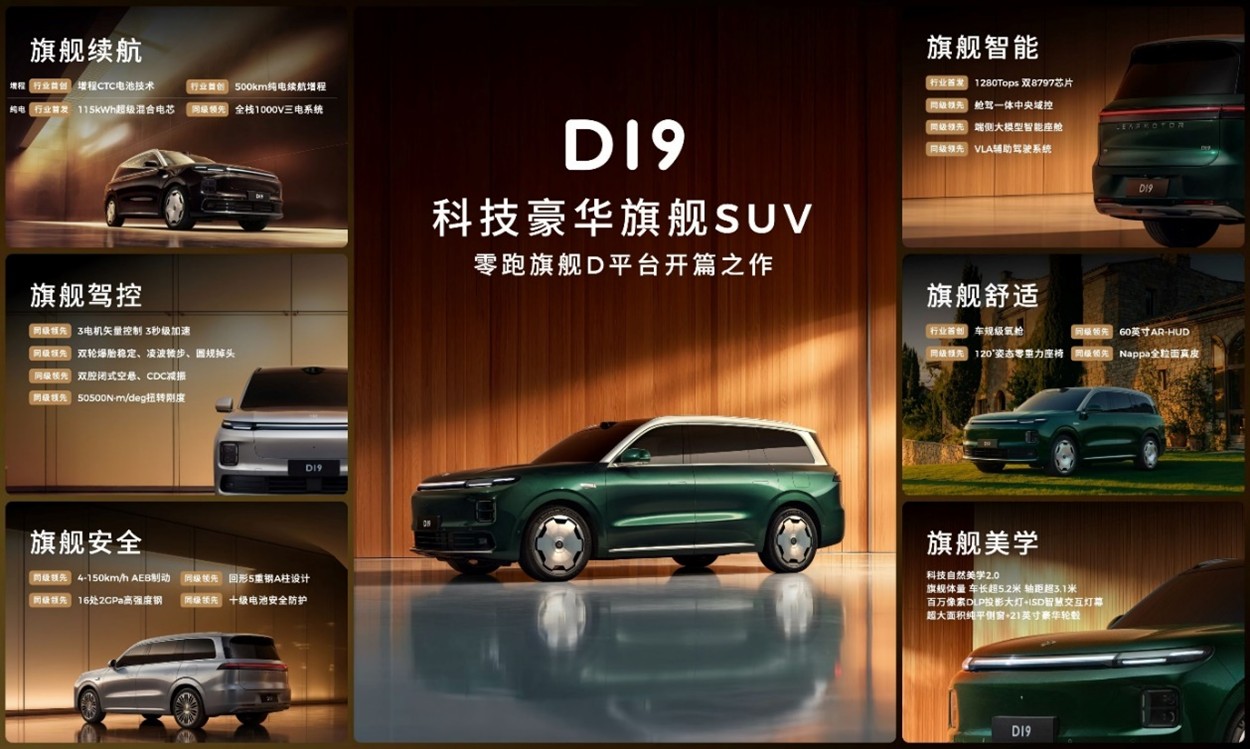 旗舰续航
增程 行业首创 增程CTC电池技术 行业首创 500km纯电续航增程
纯电 行业首发 115kWh超级混合电芯 同级领先 全栈1000V三电系统
旗舰驾控
同级领先 3电机矢量控制 3秒级加速
同级领先 双轮爆胎稳定、凌波微步、圆规掉头
同级领先 双腔闭式空悬、CDC减振
同级领先 50500N·m/deg扭转刚度
旗舰安全
同级领先 4-150km/h AEB制动 同级领先 回形5重钢A柱设计
同级领先 16处2GPa高强度钢 同级领先 十级电池安全防护
D19
科技豪华旗舰SUV
零跑旗舰D平台开篇之作
D19
旗舰智能
行业首发 1280Tops 双8797芯片
同级领先 舱驾一体中央域控
同级领先 端侧大模型智能座舱
同级领先 VLA辅助驾驶系统
LEAPMOTOR
D19
D19
旗舰舒适
行业首创 车规级氧舱 同级领先 60英寸AR-HUD
同级领先 120°姿态零重力座椅 同级领先 Nappa全粒面真皮
旗舰美学
科技自然美学2.0
旗舰体量 车长超5.2米 轴距超3.1米
百万像素DLP投影大灯+ISD智慧交互灯幕
超大面积纯平侧窗+21英寸豪华轮毂
D19
D19
D19